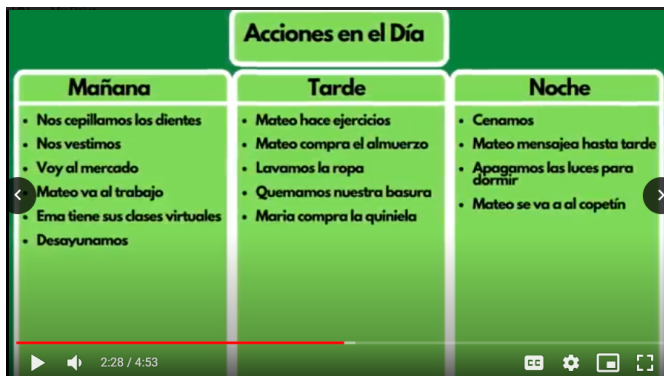 Acciones en el Día
Mañana
• Nos cepillamos los dientes
• Nos vestimos
• Voy al mercado
• Mateo va al trabajo
• Ema tiene sus clases virtuales
• Desayunamos
Tarde
• Mateo hace ejercicios
• Mateo compra el almuerzo
• Lavamos la ropa
• Quemamos nuestra basura
• Maria compra la quiniela
Noche
• Cenamos
• Mateo mensajea hasta tarde
• Apagamos las luces para
dormir
• Mateo se va a al copetín
2:28 / 4:53
CC